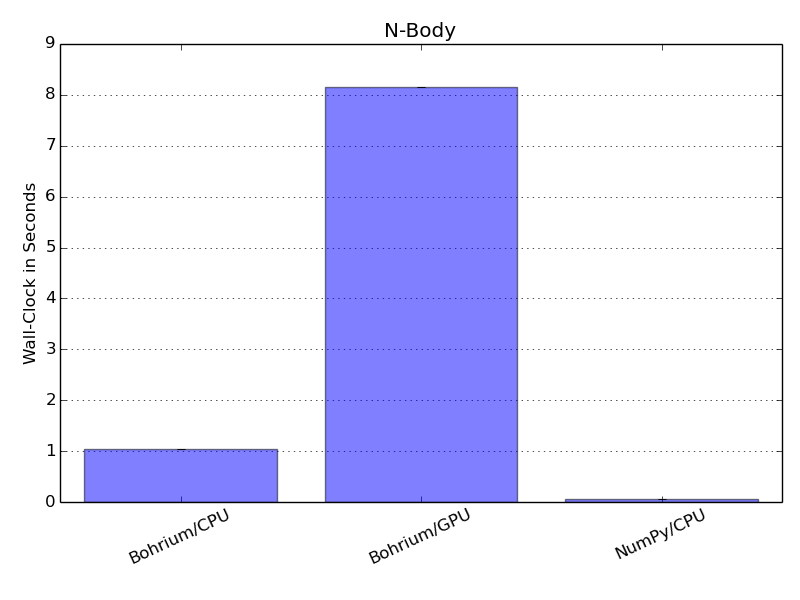 N-Body
Wall-Clock in Seconds
9
8
7
6
5
4
3
2
1
0
Bohrium/CPU
Bohrium/GPU
NumPy/CPU